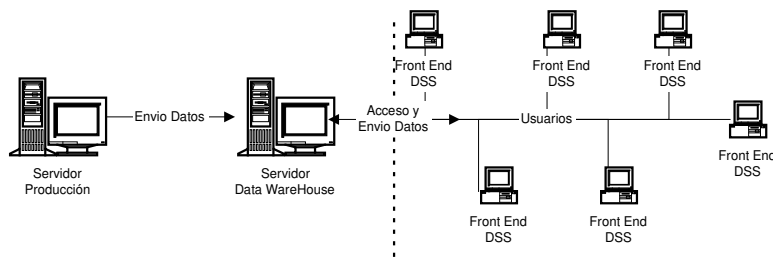 Front End
DSS
Front End
DSS
Front End
DSS
Envio Datos
Acceso y
Envio Datos
Usuarios
Servidor
Producción
Servidor
Data WareHouse
Front End
DSS
Front End
DSS
Front End
DSS